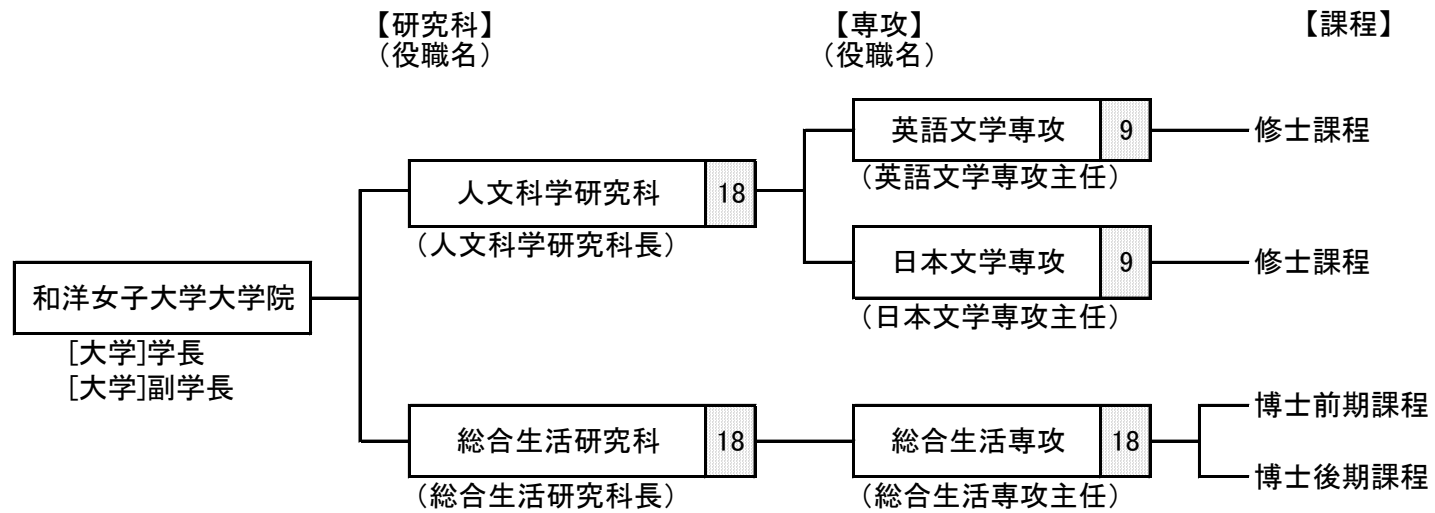 【研究科】
(役職名)
【専攻】
(役職名)
【課程】
和洋女子大学大学院
[大学]学長
[大学]副学長
人文科学研究科 18
(人文科学研究科長)
英語文学専攻 9
(英語文学専攻主任)
修士課程
日本文学専攻 9
(日本文学専攻主任)
修士課程
総合生活研究科 18
(総合生活研究科長)
総合生活専攻 18
(総合生活専攻主任)
博士前期課程
博士後期課程